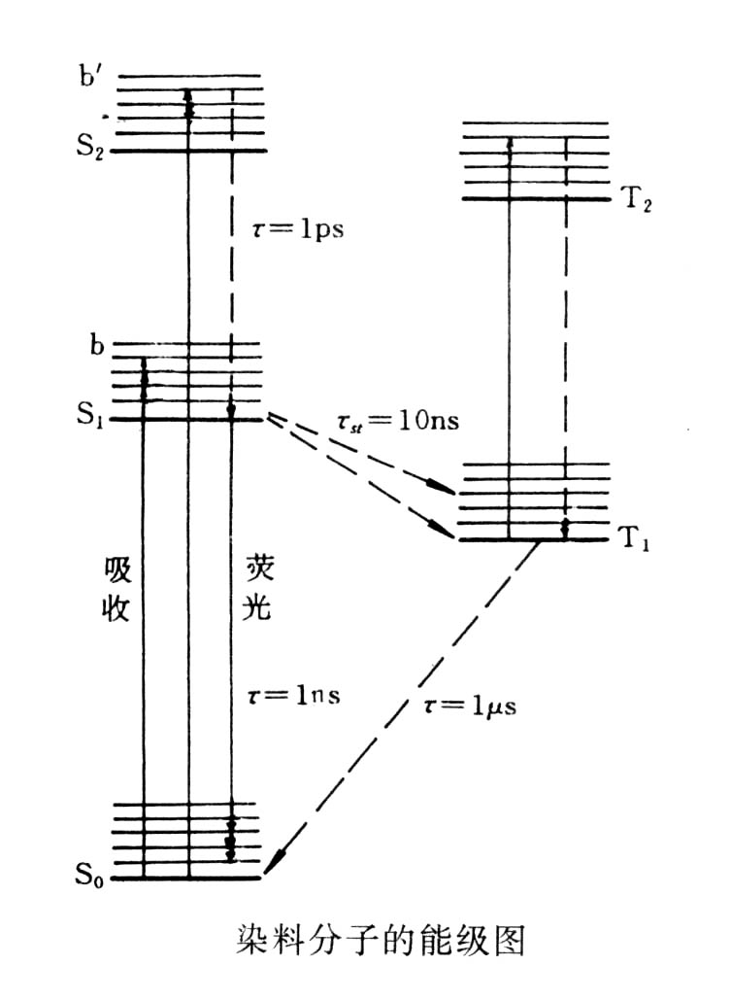 b′
S₂
T₂
τ=1ps
b
S₁
τst=10ns
T₁
吸收
荧光
τ=1ns
τ=1μs
S₀
染料分子的能级图